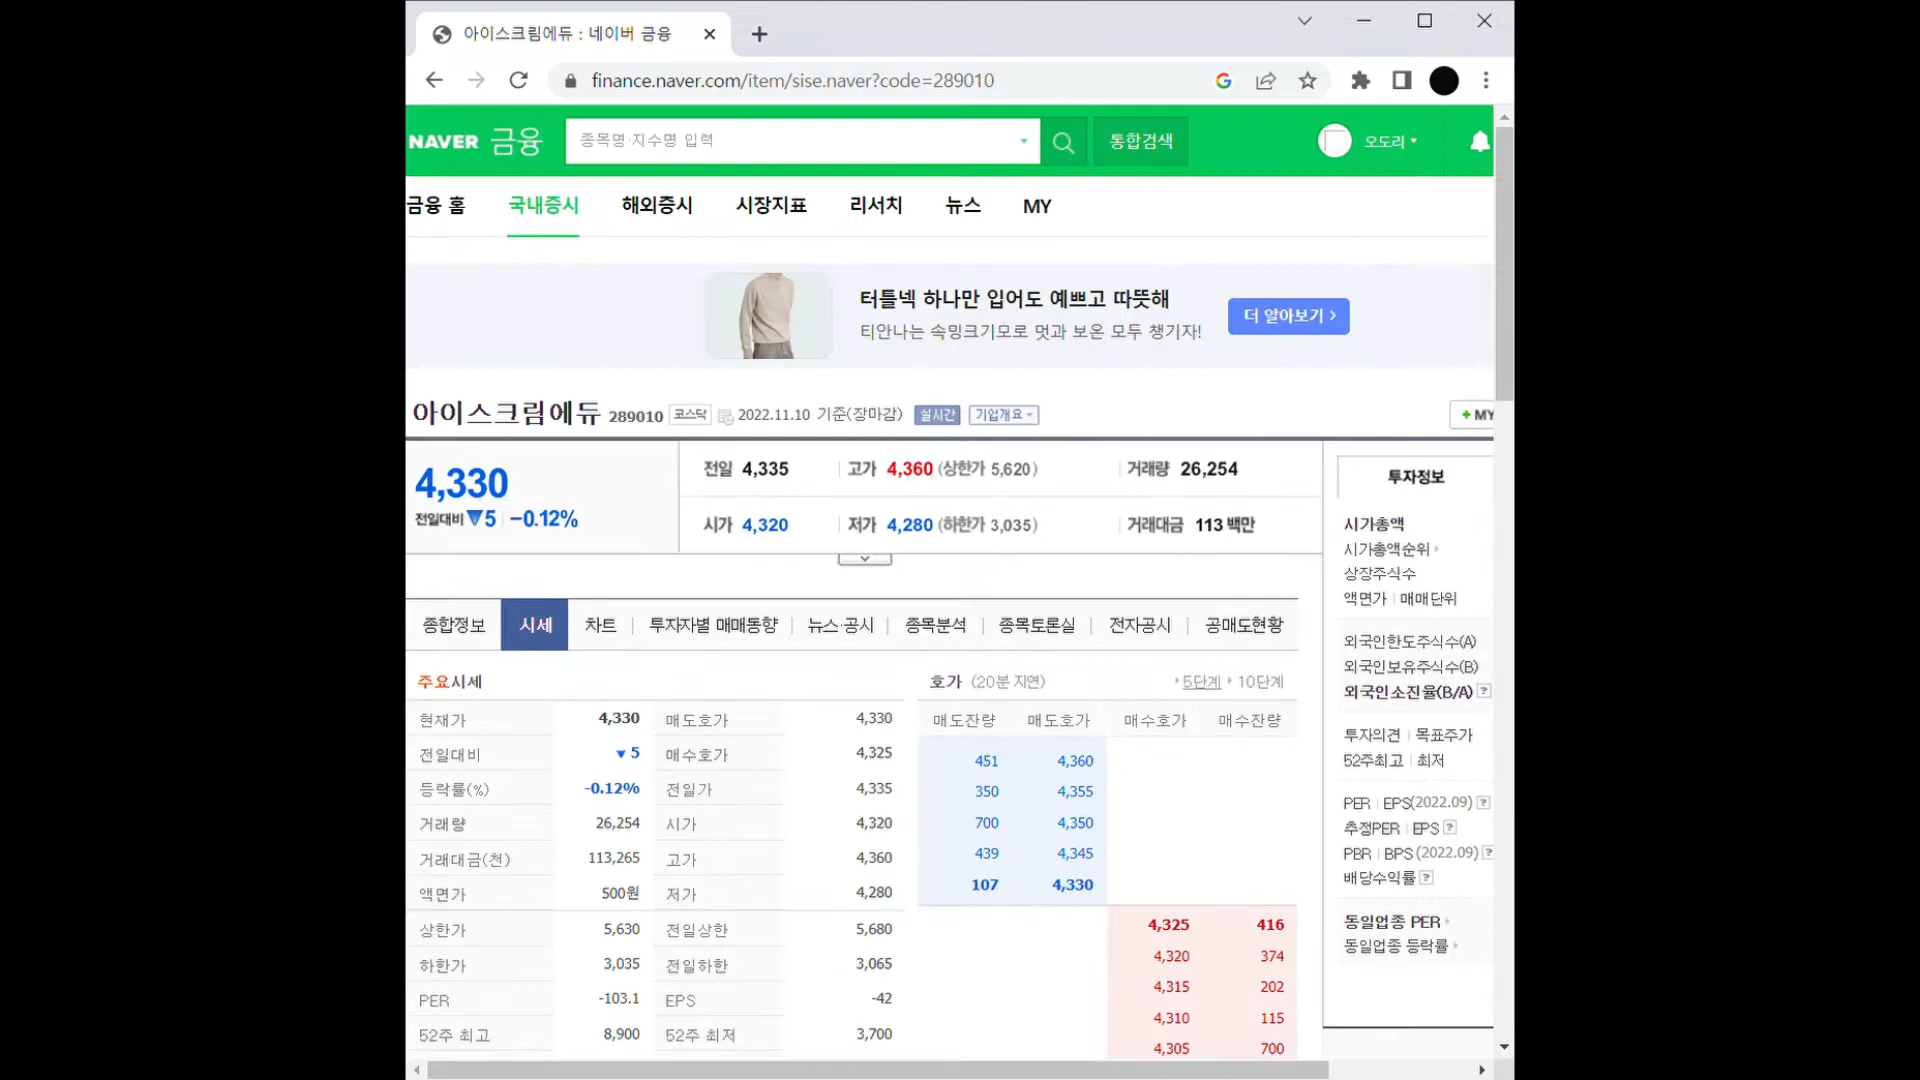 아이스크림에듀 : 네이버 금융
finance.naver.com/item/sise.naver?code=289010
NAVER 금융 종목명·지수명 입력 통합검색 오도리
금융 홈 국내증시 해외증시 시장지표 리서치 뉴스 MY
터틀넥 하나만 입어도 예쁘고 따뜻해
티안나는 속밍크기모로 멋과 보온 모두 챙기자!
더 알아보기 >
아이스크림에듀 289010 코스닥 2022.11.10 기준(장마감) 실시간 기업개요 + MY
4,330
전일대비 ▼5 -0.12%
전일 4,335 고가 4,360 (상한가 5,620) 거래량 26,254
시가 4,320 저가 4,280 (하한가 3,035) 거래대금 113 백만
종합정보 시세 차트 투자자별 매매동향 뉴스·공시 종목분석 종목토론실 전자공시 공매도현황
주요시세
현재가 4,330 매도호가 4,330
전일대비 ▼ 5 매수호가 4,325
등락률(%) -0.12% 전일가 4,335
거래량 26,254 시가 4,320
거래대금(천) 113,265 고가 4,360
액면가 500원 저가 4,280
상한가 5,630 전일상한 5,680
하한가 3,035 전일하한 3,065
PER -103.1 EPS -42
52주 최고 8,900 52주 최저 3,700
호가 (20분 지연) 5단계 10단계
매도잔량 매도호가 매수호가 매수잔량
451 4,360
350 4,355
700 4,350
439 4,345
107 4,330
4,325 416
4,320 374
4,315 202
4,310 115
4,305 700
투자정보
시가총액
시가총액순위
상장주식수
액면가 매매단위
외국인한도주식수(A)
외국인보유주식수(B)
외국인소진율(B/A) ?
투자의견 목표주가
52주최고 최저
PER EPS(2022.09) ?
추정PER EPS ?
PBR BPS (2022.09) ?
배당수익률 ?
동일업종 PER
동일업종 등락률